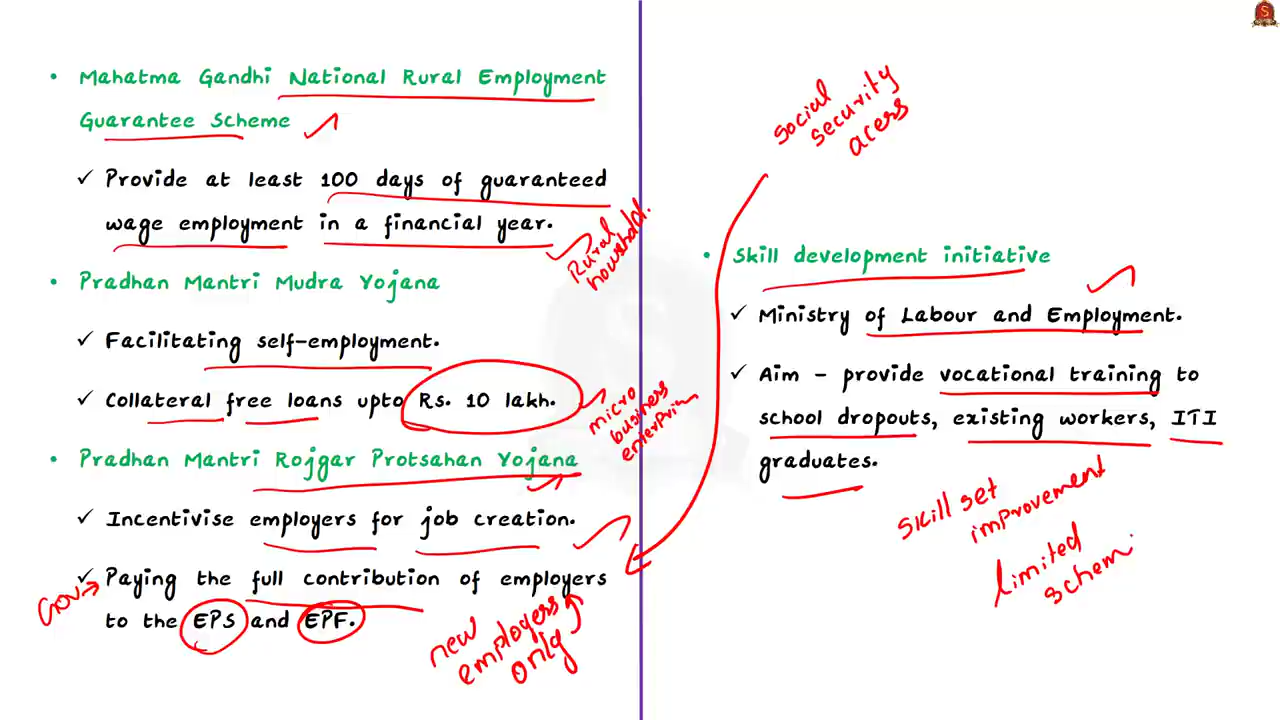 • Mahatma Gandhi National Rural Employment
Guarantee Scheme
✓ Provide at least 100 days of guaranteed
wage employment in a financial year.
Rural
household.
• Pradhan Mantri Mudra Yojana
✓ Facilitating self-employment.
✓ Collateral free loans upto Rs. 10 lakh.
micro
business
enterprises
• Pradhan Mantri Rojgar Protsahan Yojana
✓ Incentivise employers for job creation.
Gov →
✓ Paying the full contribution of employers
to the EPS and EPF.
new
employers
only
social
security
acess
• Skill development initiative
✓ Ministry of Labour and Employment.
✓ Aim - provide vocational training to
school dropouts, existing workers, ITI
graduates.
skill set
improvement
limited
schem